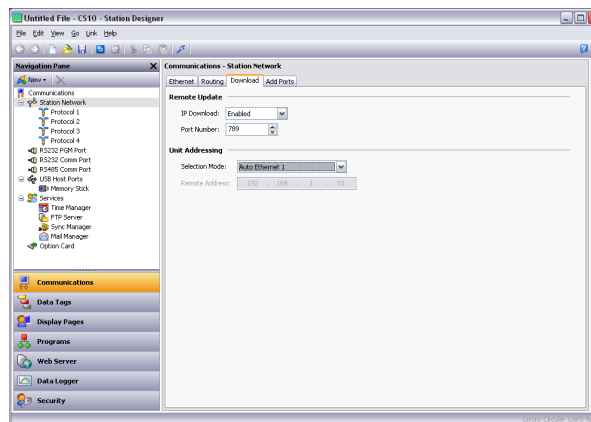 Untitled File - CS10 - Station Designer
File Edit View Go Link Help
Navigation Pane
New
Communications
Station Network
Protocol 1
Protocol 2
Protocol 3
Protocol 4
RS232 PGM Port
RS232 Comm Port
RS485 Comm Port
USB Host Ports
Memory Stick
Services
Time Manager
FTP Server
Sync Manager
Mail Manager
Option Card
Communications
Data Tags
Display Pages
Programs
Web Server
Data Logger
Security
Communications - Station Network
Ethernet Routing Download Add Ports
Remote Update
IP Download: Enabled
Port Number: 789
Unit Addressing
Selection Mode: Auto Ethernet 1
Remote Address: 192 . 168 . 1 . 10